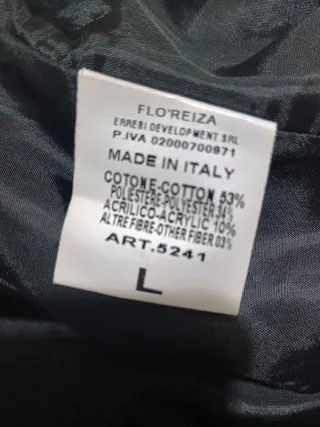 FLO'REIZA
ERREBI DEVELOPMENT SRL
P.IVA 02000700971
MADE IN ITALY
COTONE-COTTON 53%
POLIESTERE-POLYESTER 34%
ACRILICO-ACRYLIC 10%
ALTRE FIBRE-OTHER FIBER 03%
ART.5241
L